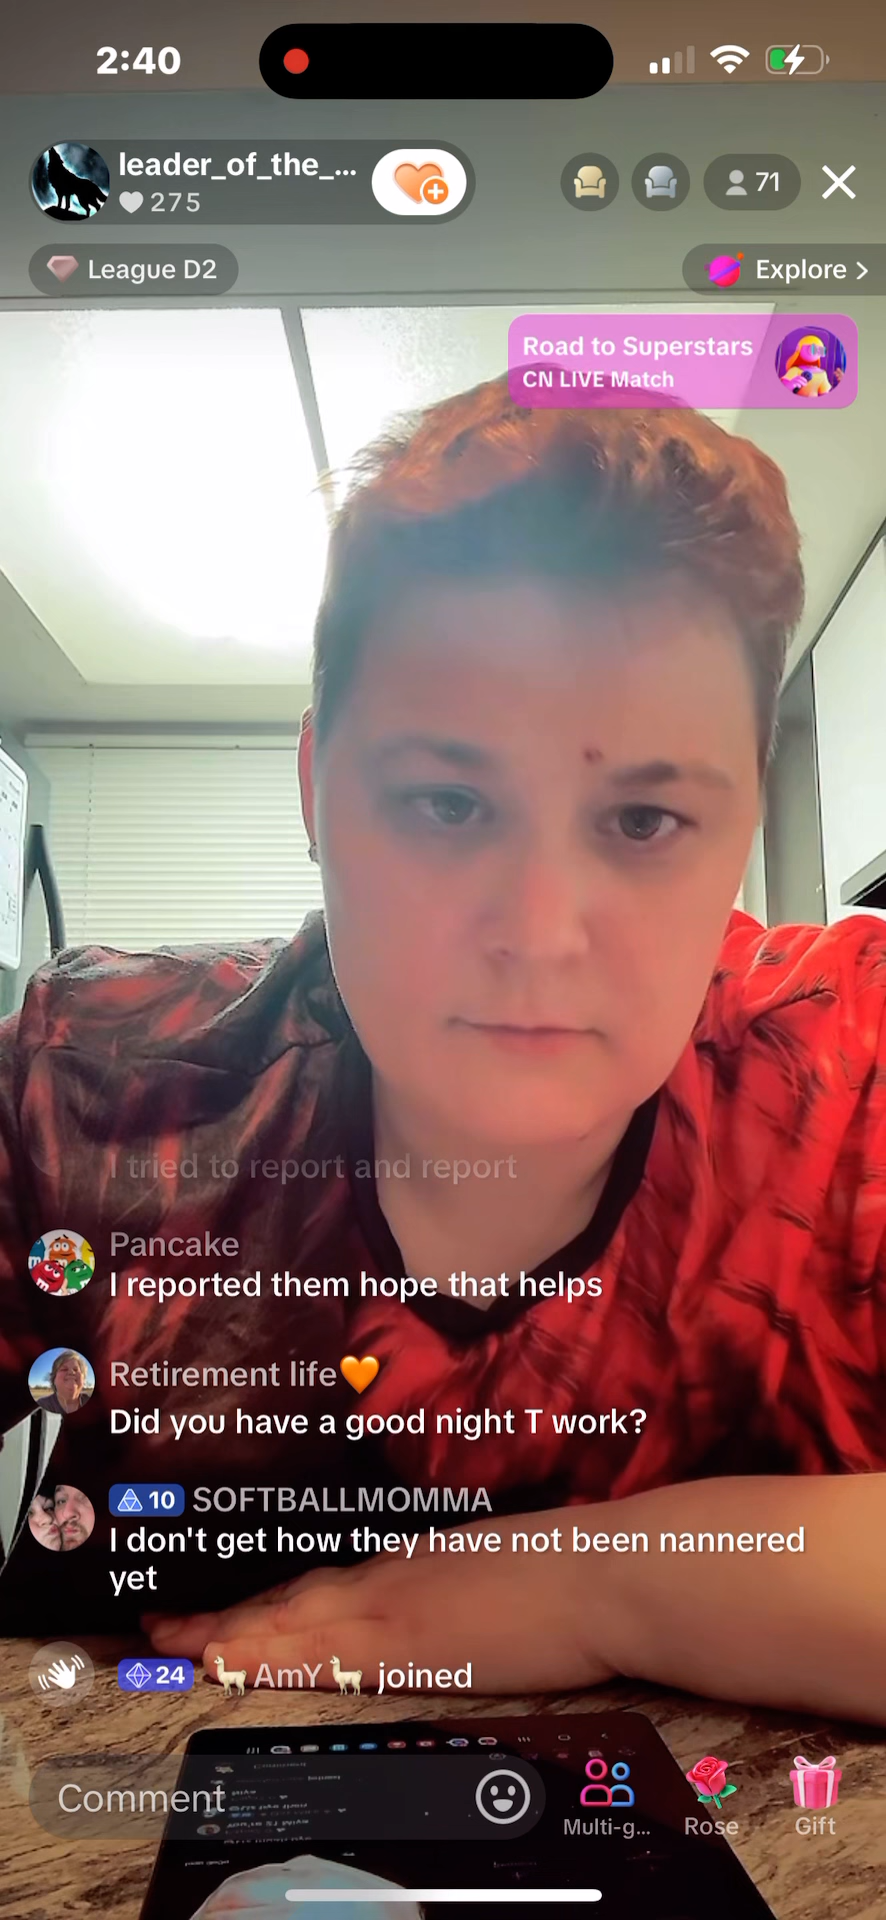 2:40
leader_of_the_...
275
71
League D2
Explore >
Road to Superstars
CN LIVE Match
I tried to report and report
Pancake
I reported them hope that helps
Retirement life🧡
Did you have a good night T work?
10 SOFTBALLMOMMA
I don't get how they have not been nannered
yet
24 🦙AmY🦙 joined
Comment
Multi-g...
Rose
Gift